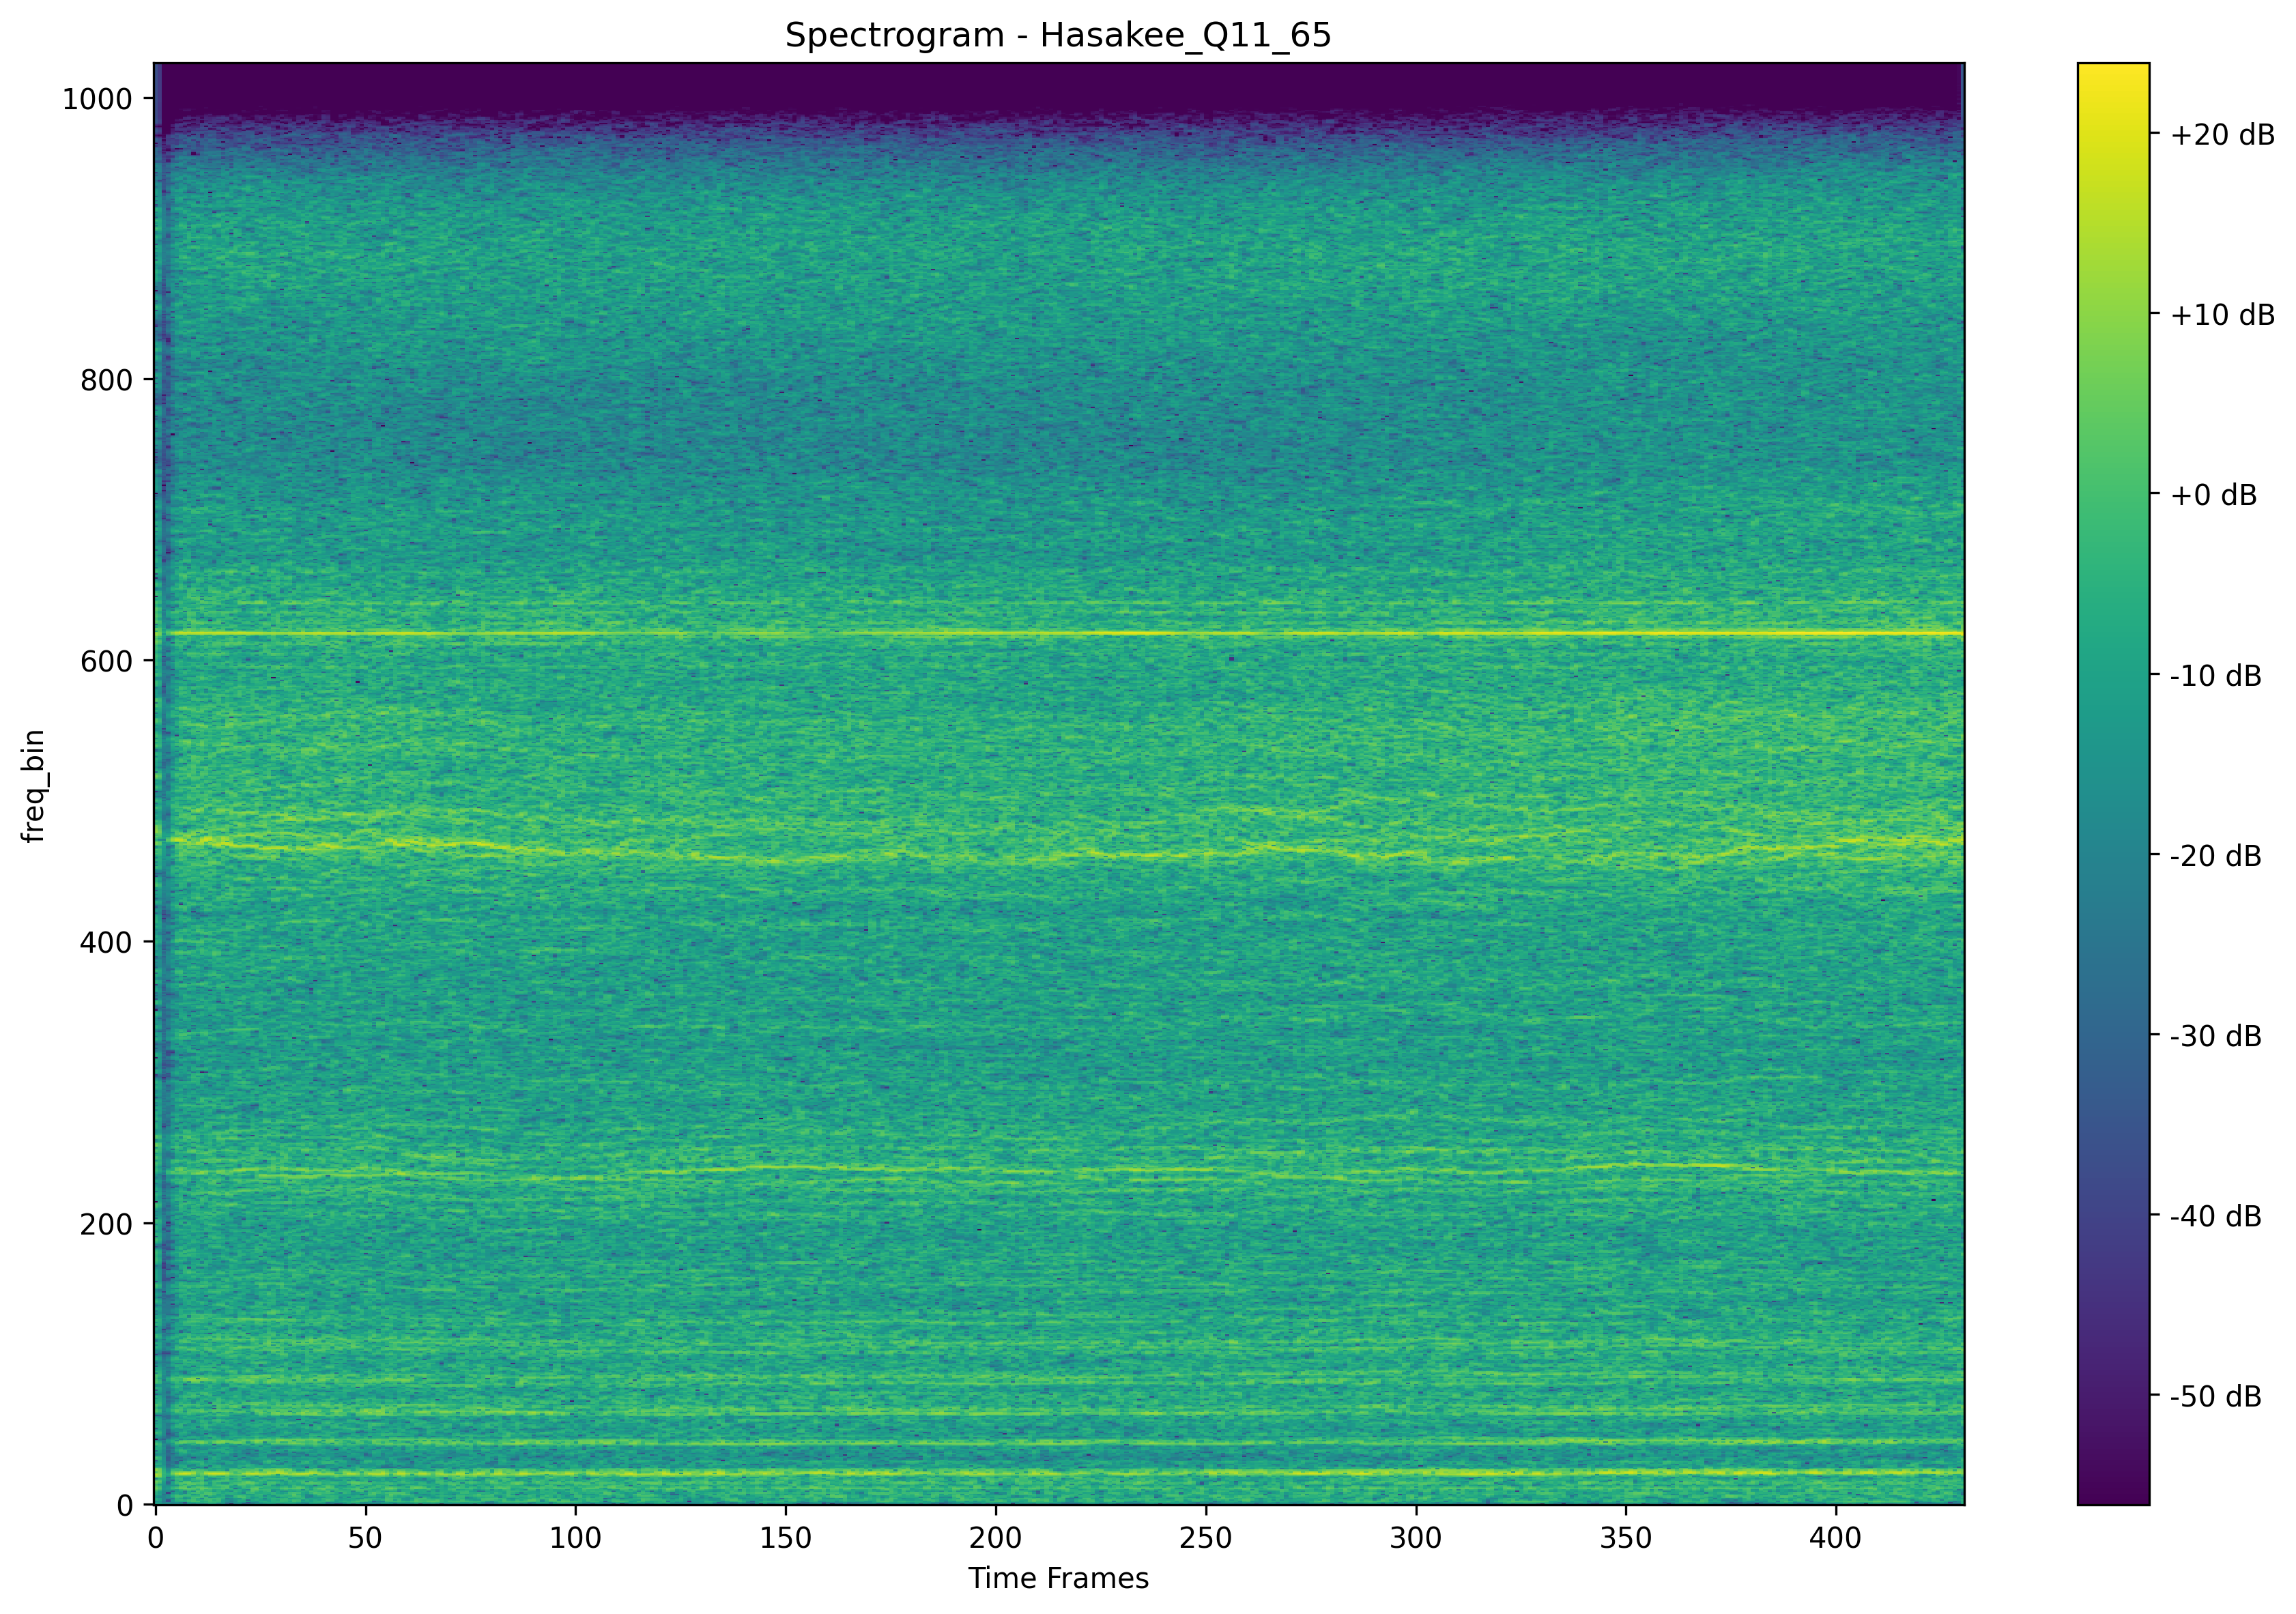 Spectrogram - Hasakee_Q11_65
1000
800
600
400
200
0
freq_bin
0 50 100 150 200 250 300 350 400
Time Frames
+20 dB
+10 dB
+0 dB
-10 dB
-20 dB
-30 dB
-40 dB
-50 dB